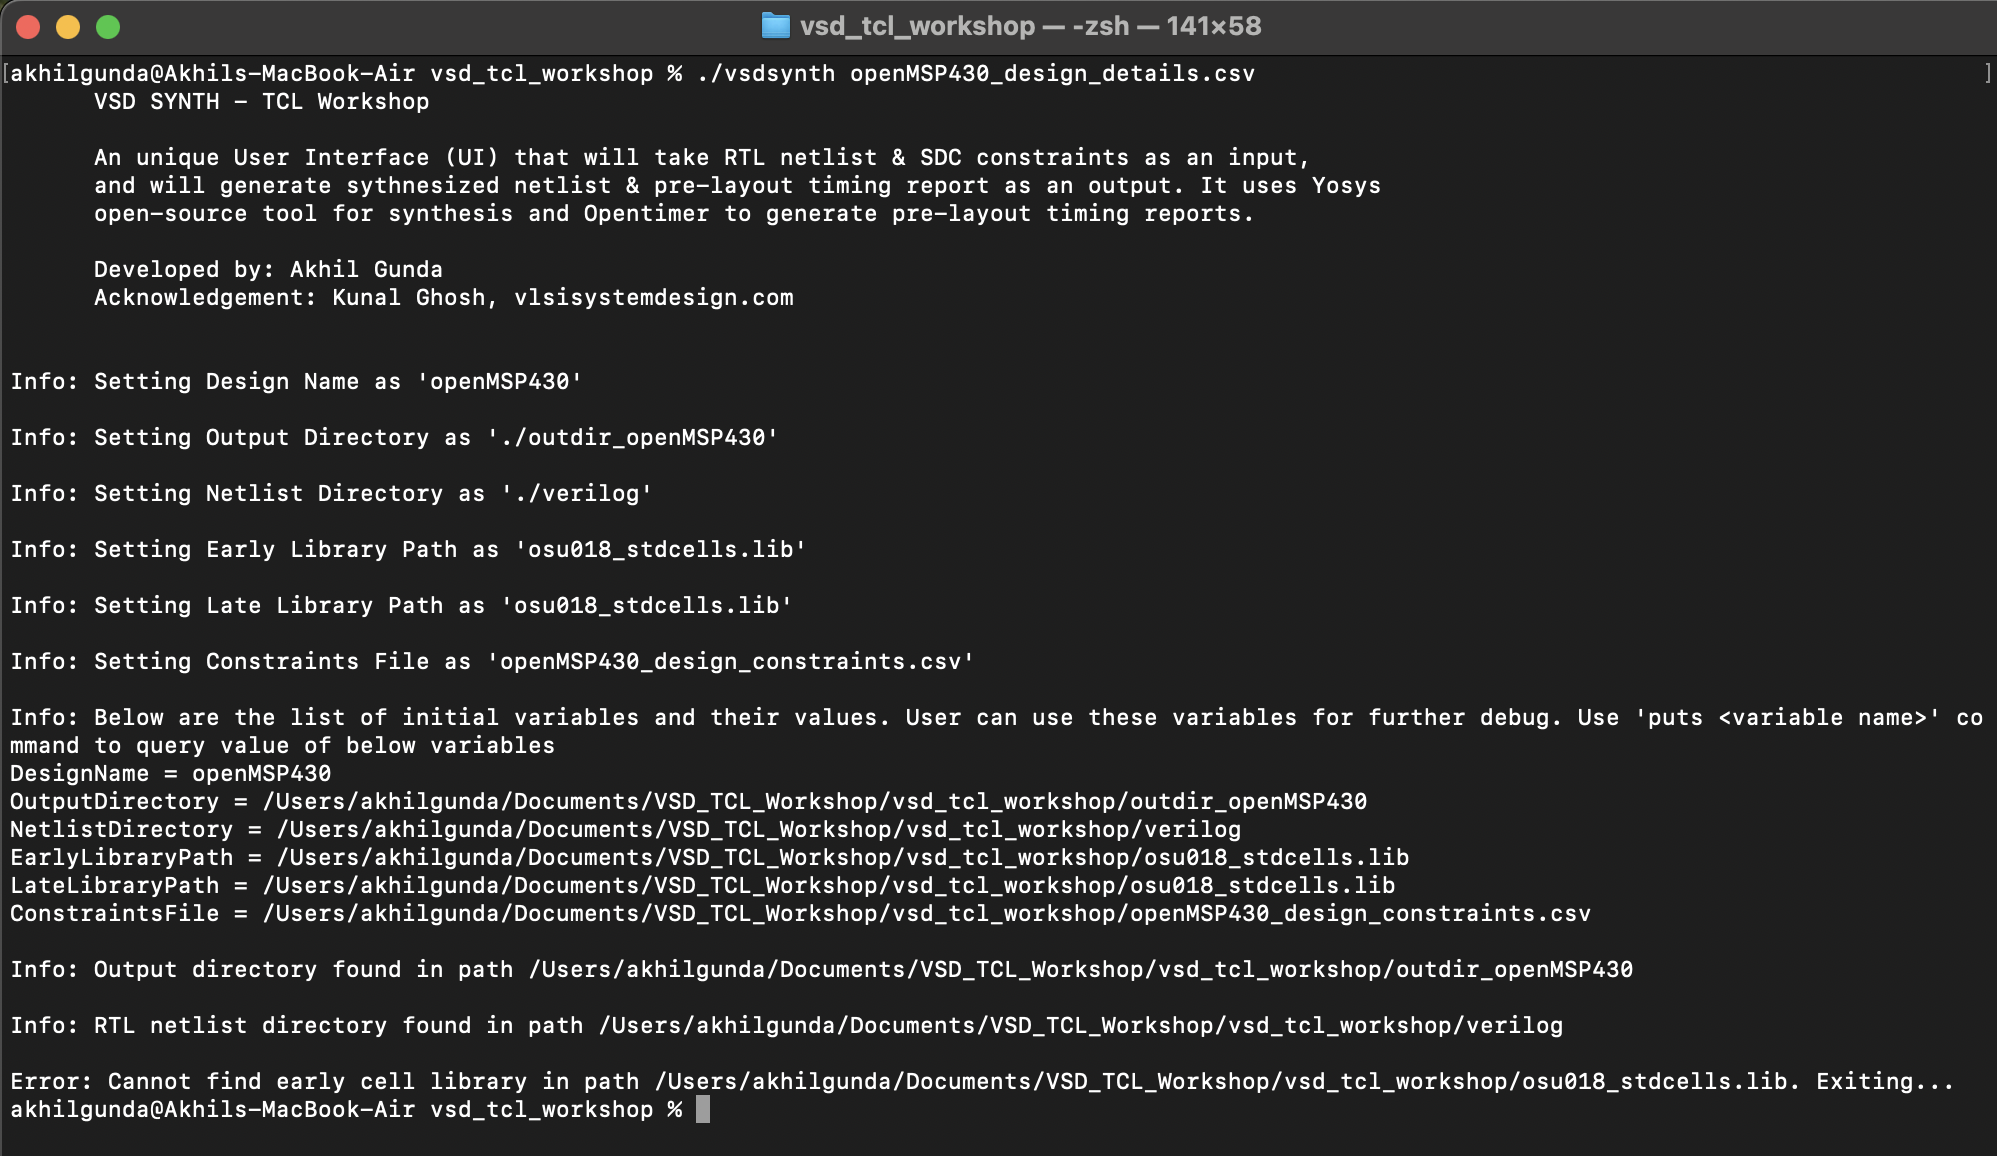 vsd_tcl_workshop — -zsh — 141×58
[akhilgunda@Akhils-MacBook-Air vsd_tcl_workshop % ./vsdsynth openMSP430_design_details.csv ]
VSD SYNTH - TCL Workshop
An unique User Interface (UI) that will take RTL netlist & SDC constraints as an input,
and will generate sythnesized netlist & pre-layout timing report as an output. It uses Yosys
open-source tool for synthesis and Opentimer to generate pre-layout timing reports.
Developed by: Akhil Gunda
Acknowledgement: Kunal Ghosh, vlsisystemdesign.com
Info: Setting Design Name as 'openMSP430'
Info: Setting Output Directory as './outdir_openMSP430'
Info: Setting Netlist Directory as './verilog'
Info: Setting Early Library Path as 'osu018_stdcells.lib'
Info: Setting Late Library Path as 'osu018_stdcells.lib'
Info: Setting Constraints File as 'openMSP430_design_constraints.csv'
Info: Below are the list of initial variables and their values. User can use these variables for further debug. Use 'puts <variable name>' co
mmand to query value of below variables
DesignName = openMSP430
OutputDirectory = /Users/akhilgunda/Documents/VSD_TCL_Workshop/vsd_tcl_workshop/outdir_openMSP430
NetlistDirectory = /Users/akhilgunda/Documents/VSD_TCL_Workshop/vsd_tcl_workshop/verilog
EarlyLibraryPath = /Users/akhilgunda/Documents/VSD_TCL_Workshop/vsd_tcl_workshop/osu018_stdcells.lib
LateLibraryPath = /Users/akhilgunda/Documents/VSD_TCL_Workshop/vsd_tcl_workshop/osu018_stdcells.lib
ConstraintsFile = /Users/akhilgunda/Documents/VSD_TCL_Workshop/vsd_tcl_workshop/openMSP430_design_constraints.csv
Info: Output directory found in path /Users/akhilgunda/Documents/VSD_TCL_Workshop/vsd_tcl_workshop/outdir_openMSP430
Info: RTL netlist directory found in path /Users/akhilgunda/Documents/VSD_TCL_Workshop/vsd_tcl_workshop/verilog
Error: Cannot find early cell library in path /Users/akhilgunda/Documents/VSD_TCL_Workshop/vsd_tcl_workshop/osu018_stdcells.lib. Exiting...
akhilgunda@Akhils-MacBook-Air vsd_tcl_workshop %